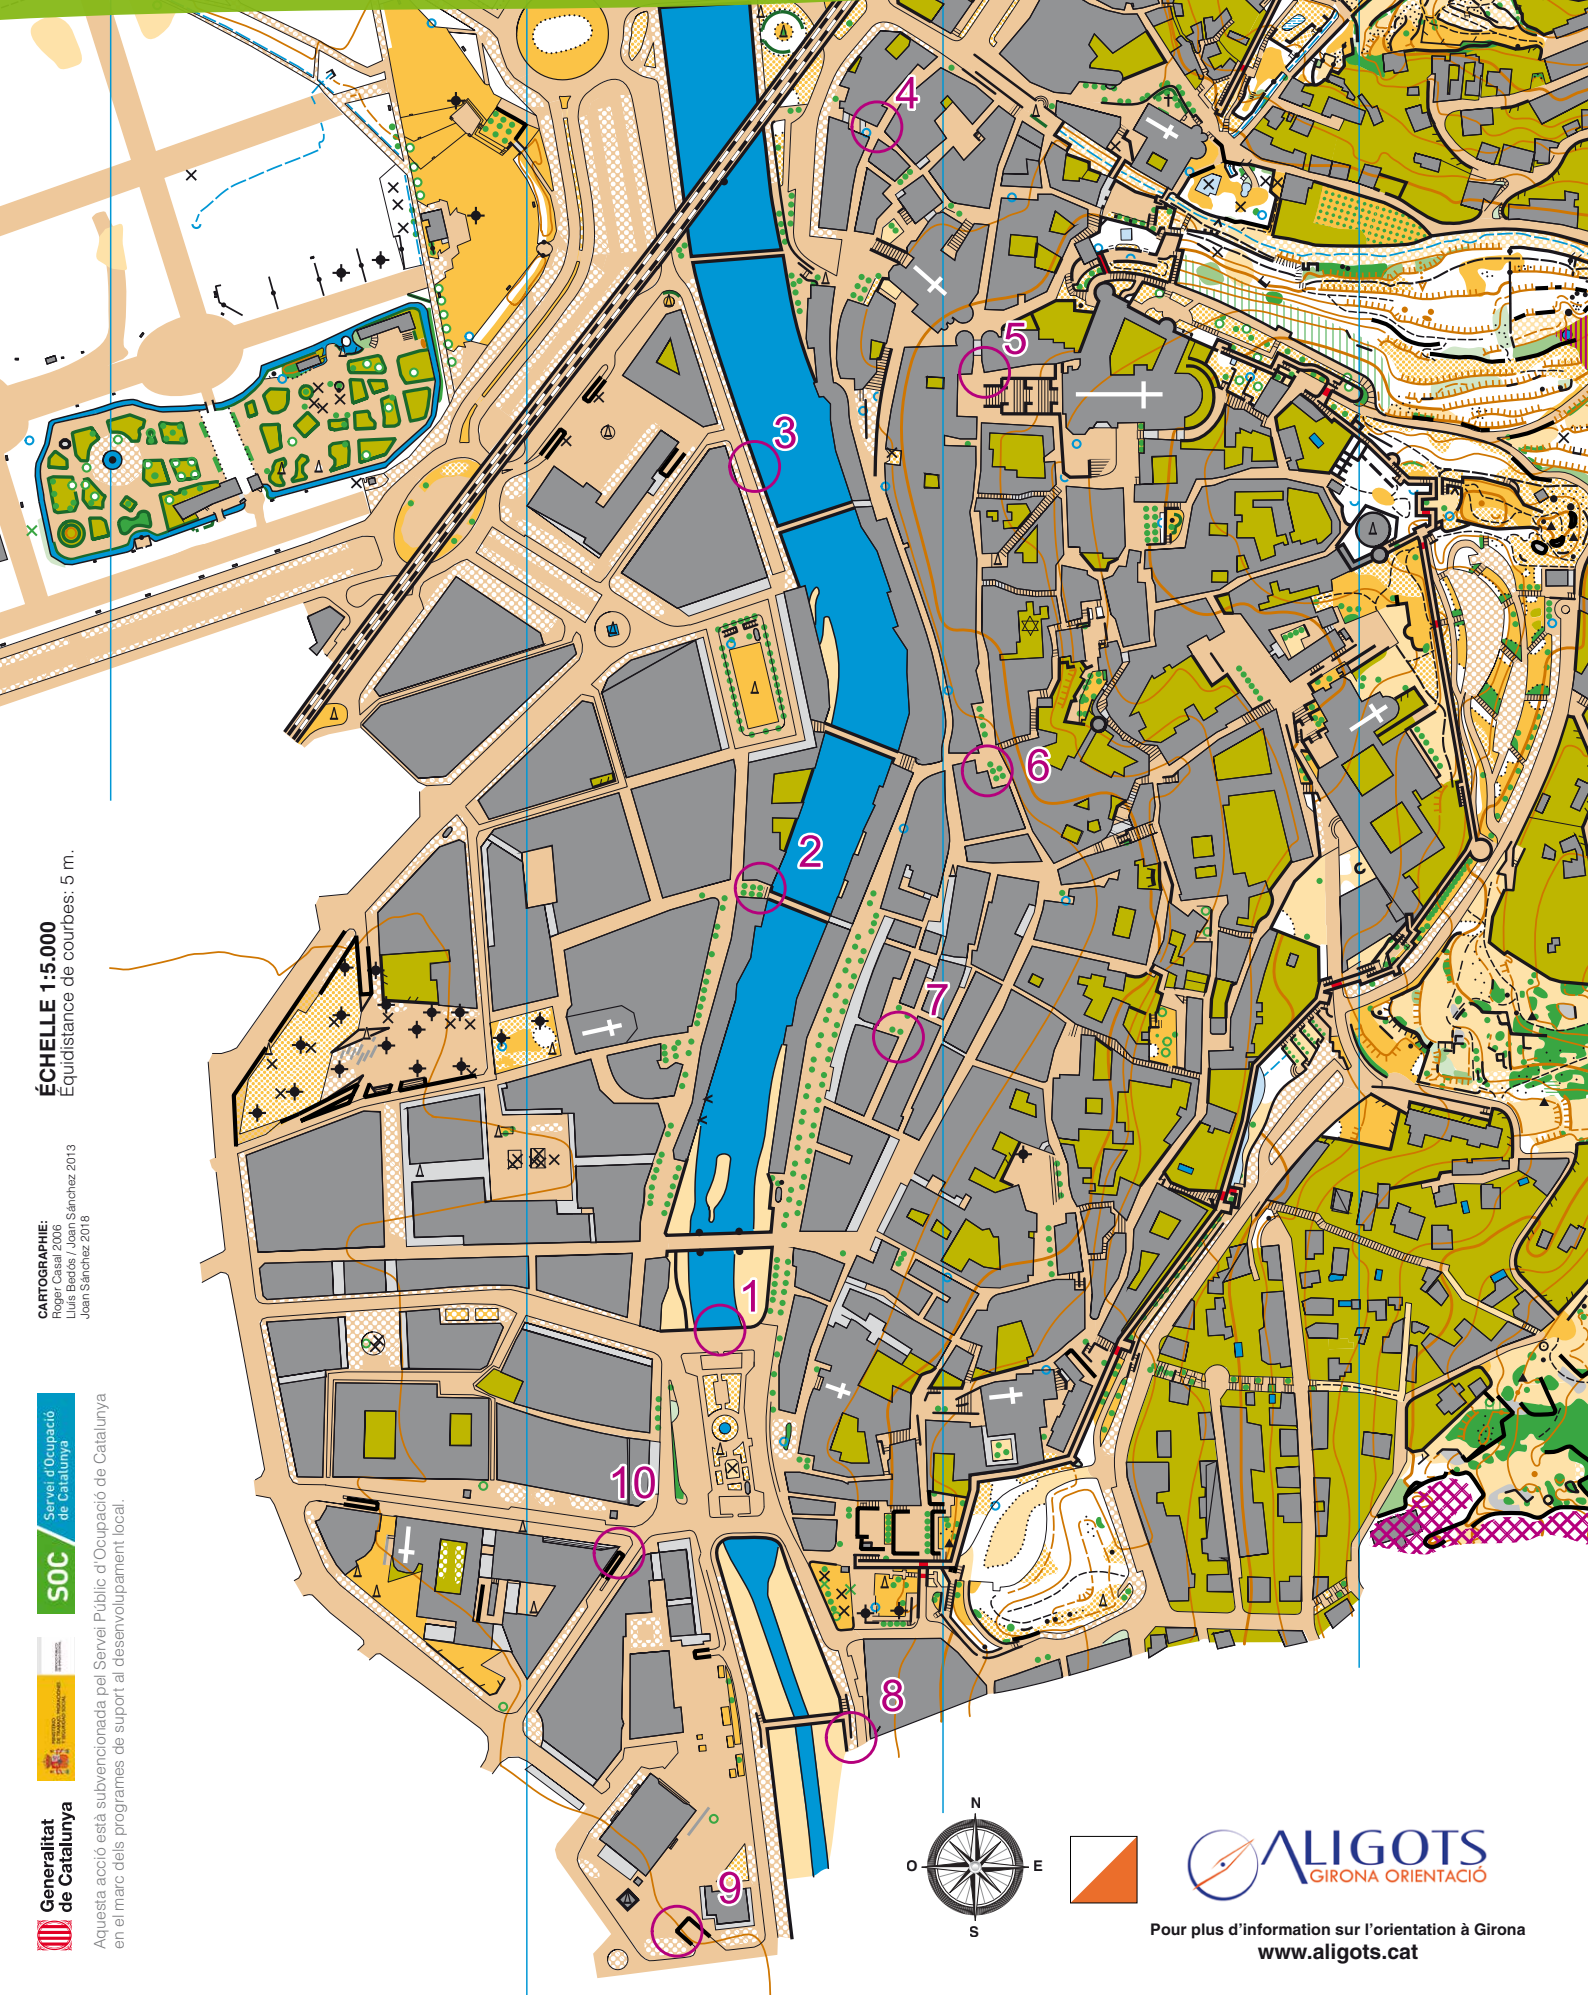 4
5
3
6
2
7
1
10
8
9
ÉCHELLE 1:5.000
Équidistance de courbes: 5 m.
CARTOGRAPHIE:
Roger Casal 2006
Lluís Bedós / Joan Sánchez 2013
Joan Sánchez 2018
SOC
Servei d'Ocupació
de Catalunya
Generalitat
de Catalunya
Aquesta acció està subvencionada pel Servei Públic d'Ocupació de Catalunya
en el marc dels programes de suport al desenvolupament local.
N
O
E
S
ALIGOTS
GIRONA ORIENTACIÓ
Pour plus d'information sur l'orientation à Girona
www.aligots.cat